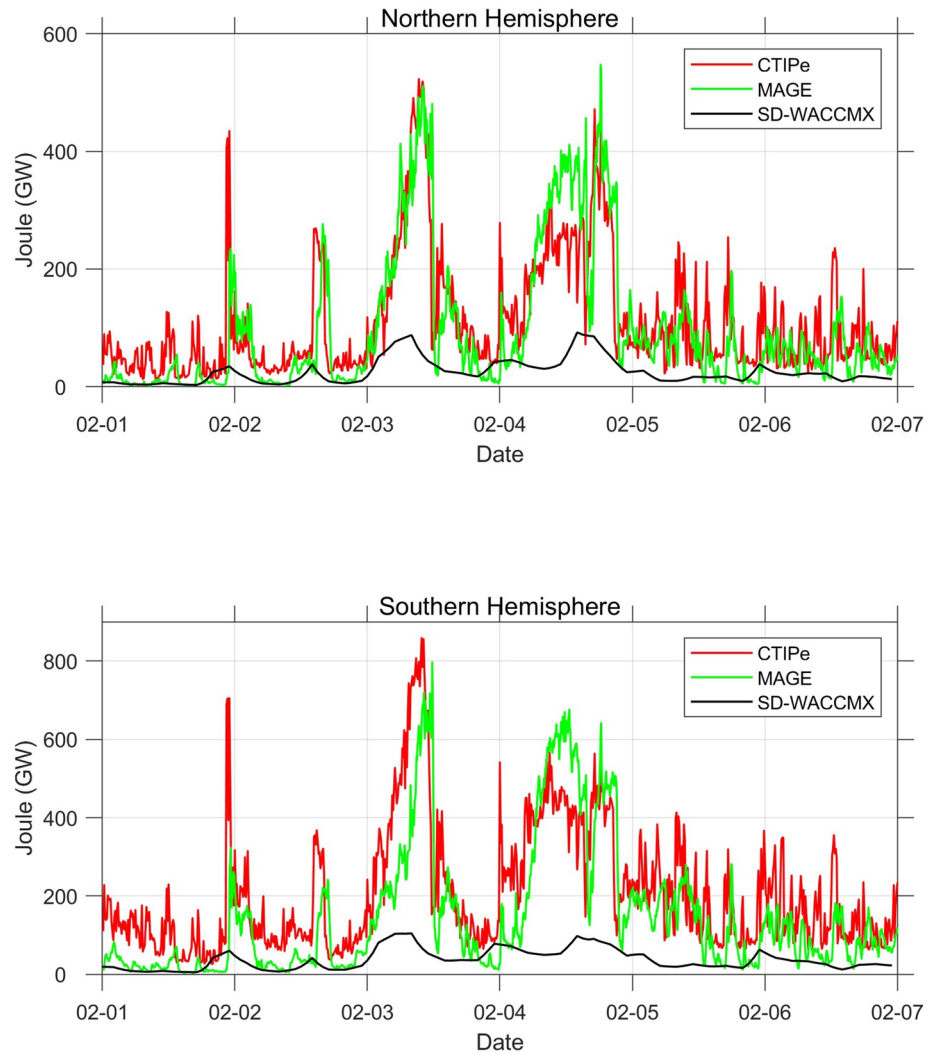 Northern Hemisphere
600
400
200
0
Joule (GW)
CTIPe
MAGE
SD-WACCMX
02-01 02-02 02-03 02-04 02-05 02-06 02-07
Date
Southern Hemisphere
800
600
400
200
0
Joule (GW)
CTIPe
MAGE
SD-WACCMX
02-01 02-02 02-03 02-04 02-05 02-06 02-07
Date